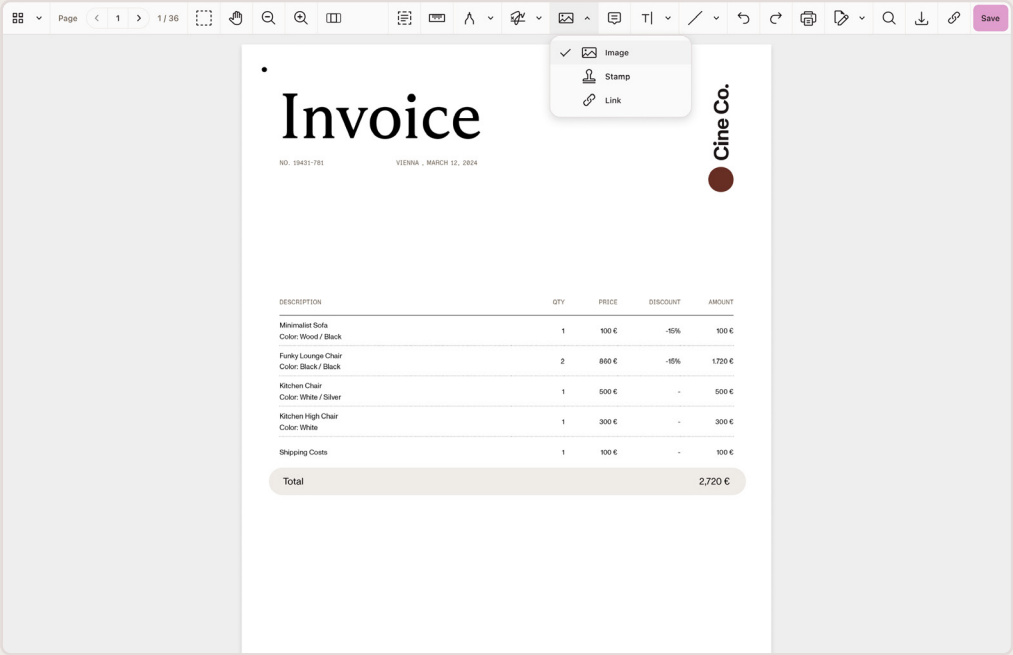 Page 1 1 / 36 Save
Image
Stamp
Link
Invoice
Cine Co.
NO. 19431-781 VIENNA , MARCH 12, 2024
DESCRIPTION QTY PRICE DISCOUNT AMOUNT
Minimalist Sofa
Color: Wood / Black
1 100 € -15% 100 €
Funky Lounge Chair
Color: Black / Black
2 860 € -15% 1.720 €
Kitchen Chair
Color: White / Silver
1 500 € - 500 €
Kitchen High Chair
Color: White
1 300 € - 300 €
Shipping Costs 1 100 € - 100 €
Total 2,720 €